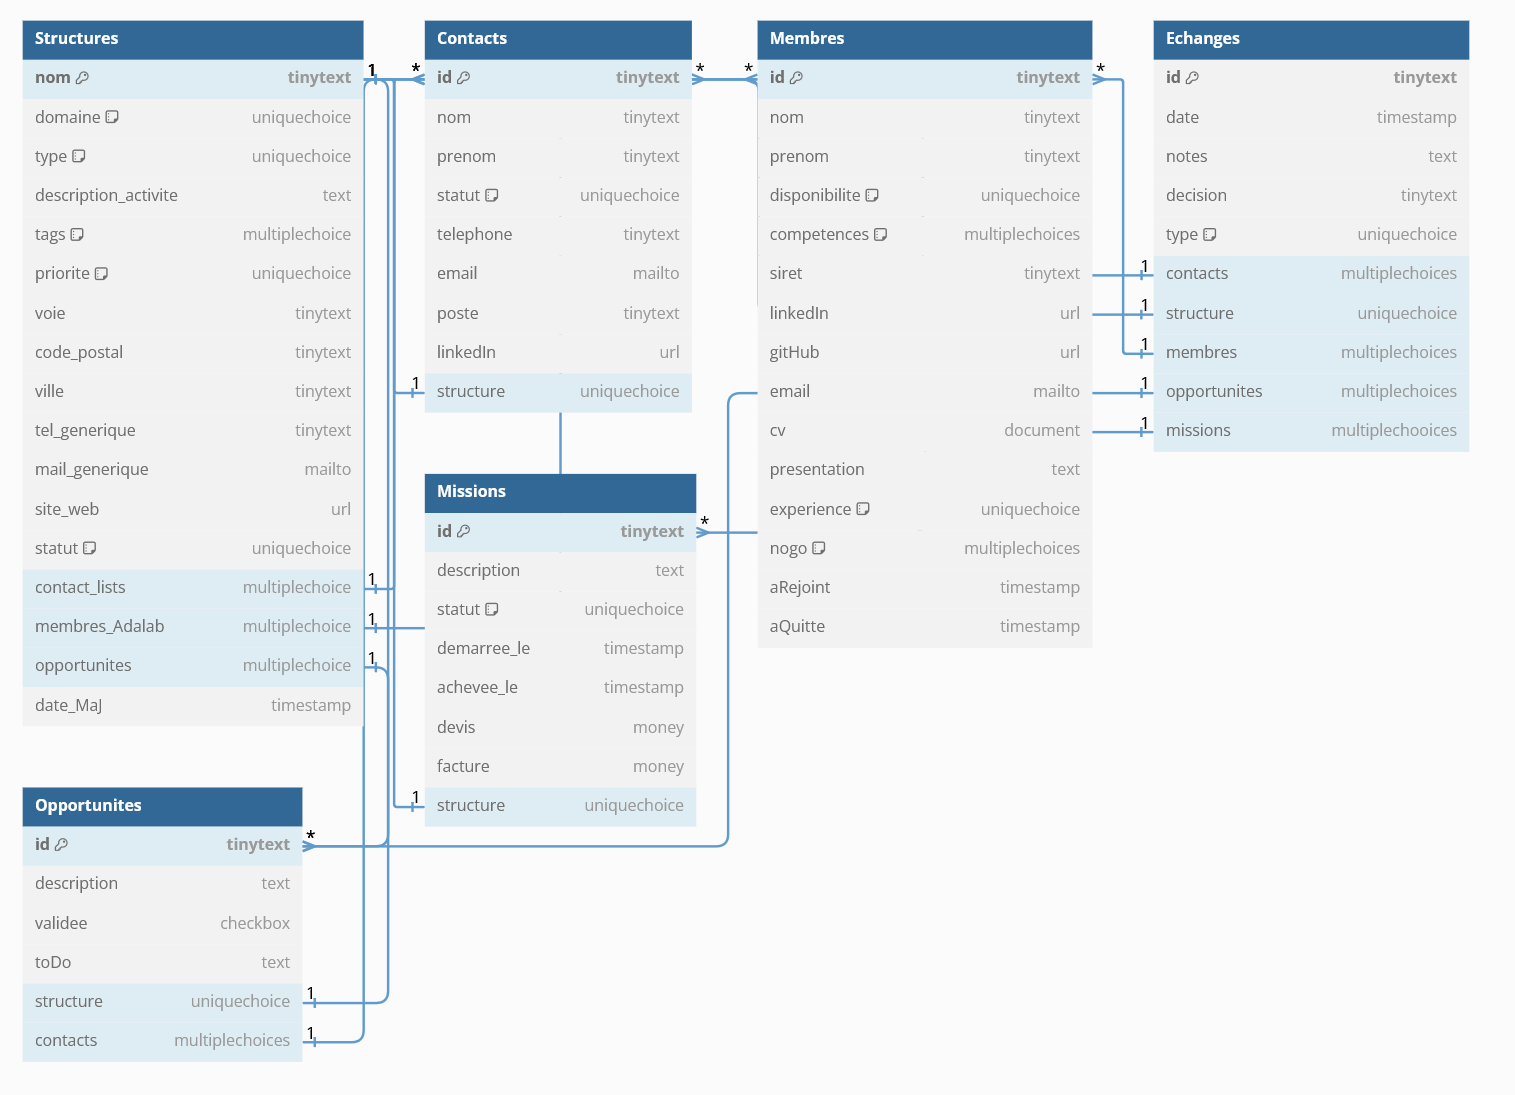 Structures
nom tinytext
domaine uniquechoice
type uniquechoice
description_activite text
tags multiplechoice
priorite uniquechoice
voie tinytext
code_postal tinytext
ville tinytext
tel_generique tinytext
mail_generique mailto
site_web url
statut uniquechoice
contact_lists multiplechoice
membres_Adalab multiplechoice
opportunites multiplechoice
date_MaJ timestamp
1
1
1
1
Contacts
id tinytext
nom tinytext
prenom tinytext
statut uniquechoice
telephone tinytext
email mailto
poste tinytext
linkedIn url
structure uniquechoice
*
*
1
Membres
id tinytext
nom tinytext
prenom tinytext
disponibilite uniquechoice
competences multiplechoices
siret tinytext
linkedIn url
gitHub url
email mailto
cv document
presentation text
experience uniquechoice
nogo multiplechoices
aRejoint timestamp
aQuitte timestamp
*
*
Echanges
id tinytext
date timestamp
notes text
decision tinytext
type uniquechoice
contacts multiplechoices
structure uniquechoice
membres multiplechoices
opportunites multiplechoices
missions multiplechooices
1
1
1
1
1
Missions
id tinytext
description text
statut uniquechoice
demarree_le timestamp
achevee_le timestamp
devis money
facture money
structure uniquechoice
*
1
Opportunites
id tinytext
description text
validee checkbox
toDo text
structure uniquechoice
contacts multiplechoices
*
1
1